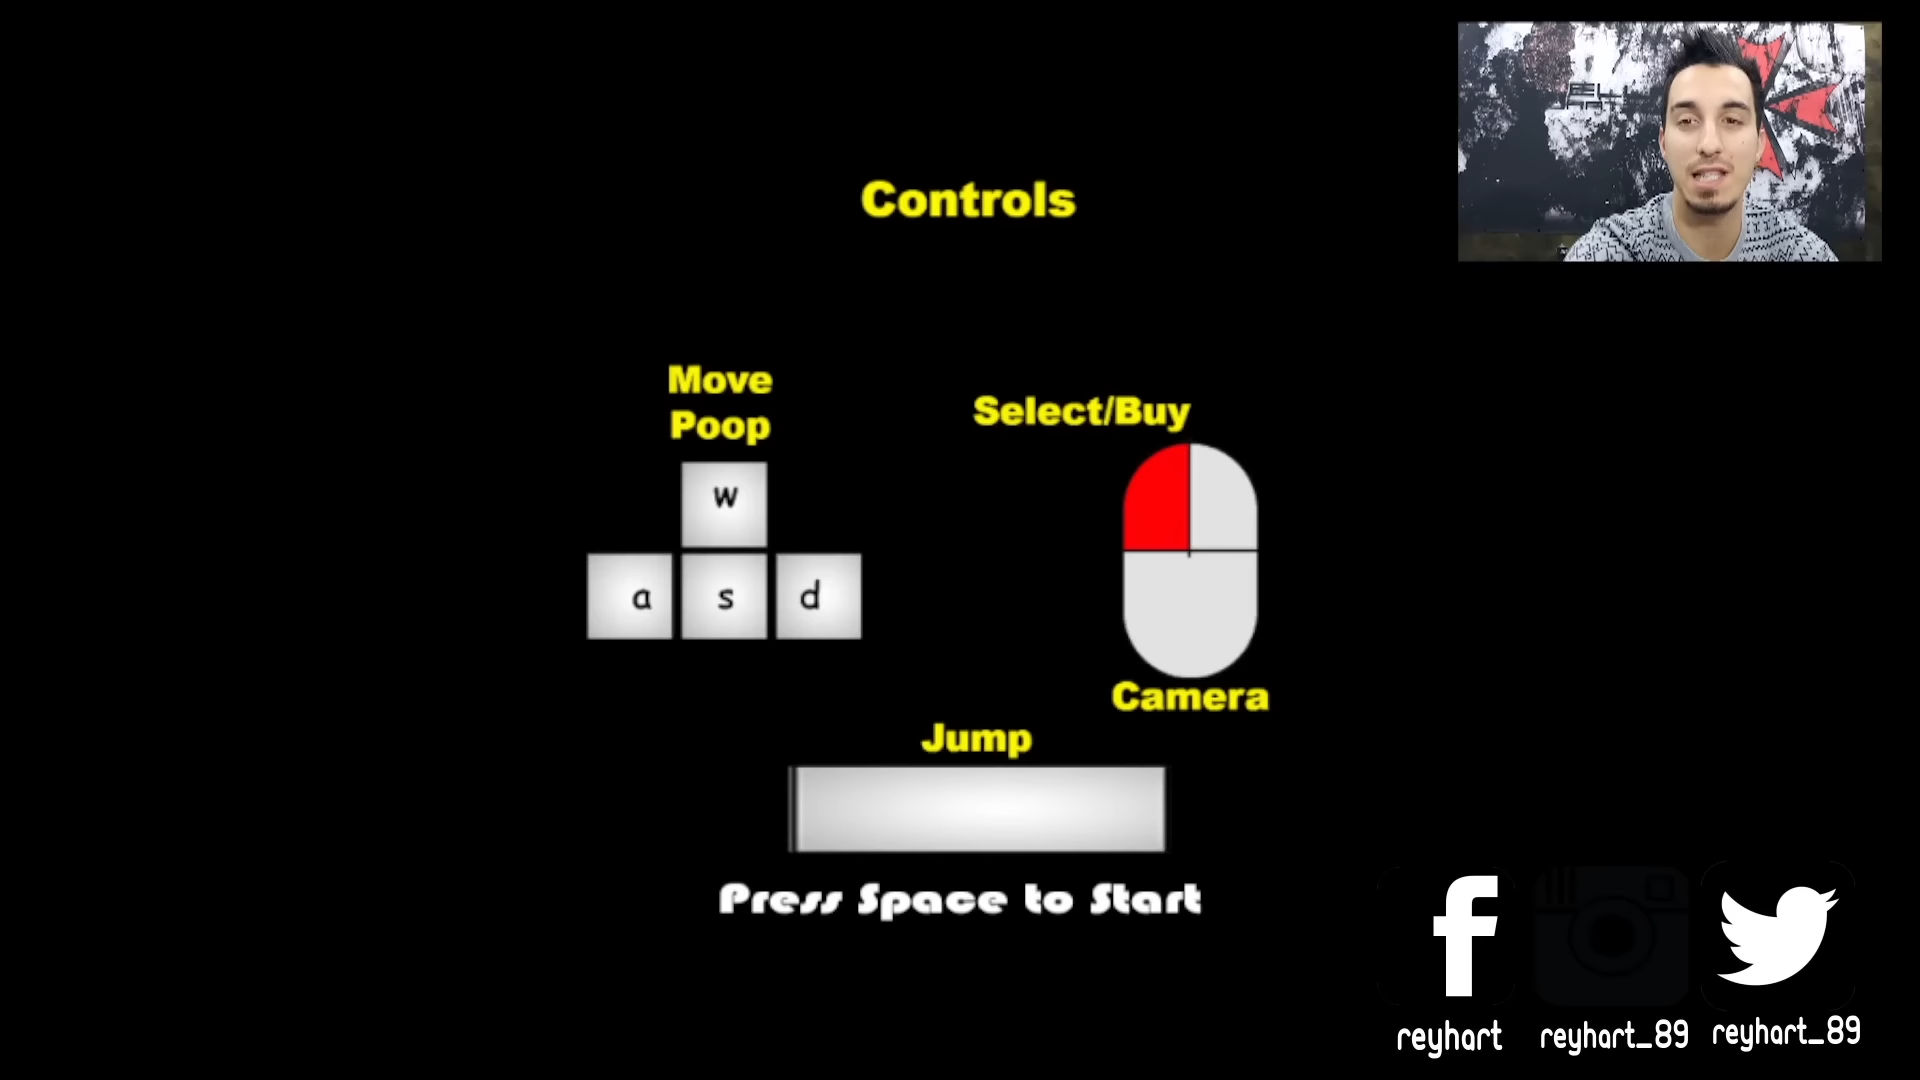 Controls
Move
Poop
Select/Buy
w
a s d
Camera
Jump
Press Space to Start
reyhart reyhart_89 reyhart_89